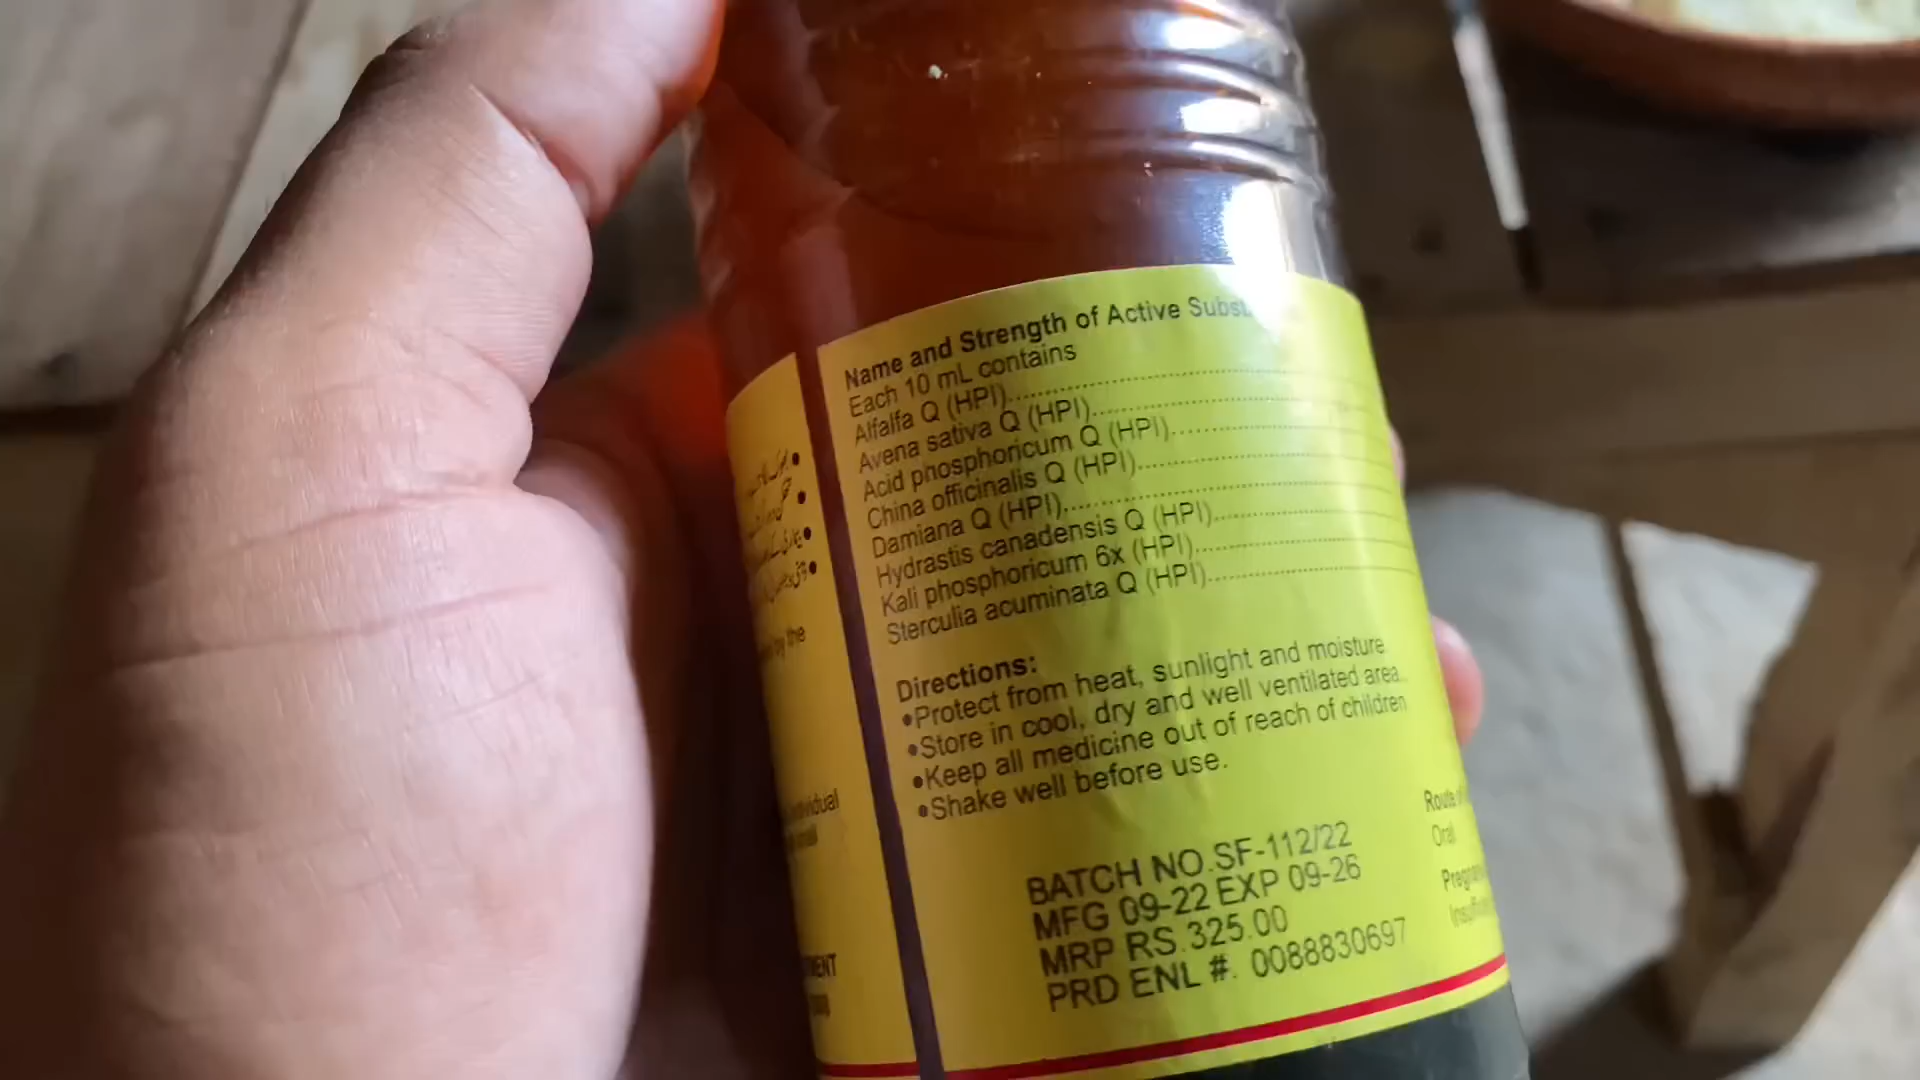 Name and Strength of Active
Each 10 mL contains
Alfalfa Q (HPI)..............................
Avena sativa Q (HPI)..............................
Acid phosphoricum Q (HPI)..............................
China officinalis Q (HPI)..............................
Damiana Q (HPI)..............................
Hydrastis canadensis Q (HPI)..............................
Kali phosphoricum 6x (HPI)..............................
Sterculia acuminata Q (HPI)..............................
Directions:
•Protect from heat, sunlight and moisture.
•Store in cool, dry and well ventilated area.
•Keep all medicine out of reach of children
•Shake well before use.
BATCH NO.SF-112/22
MFG 09-22 EXP 09-26
MRP RS.325.00
PRD ENL #. 0088830697
by the
Route
Oral